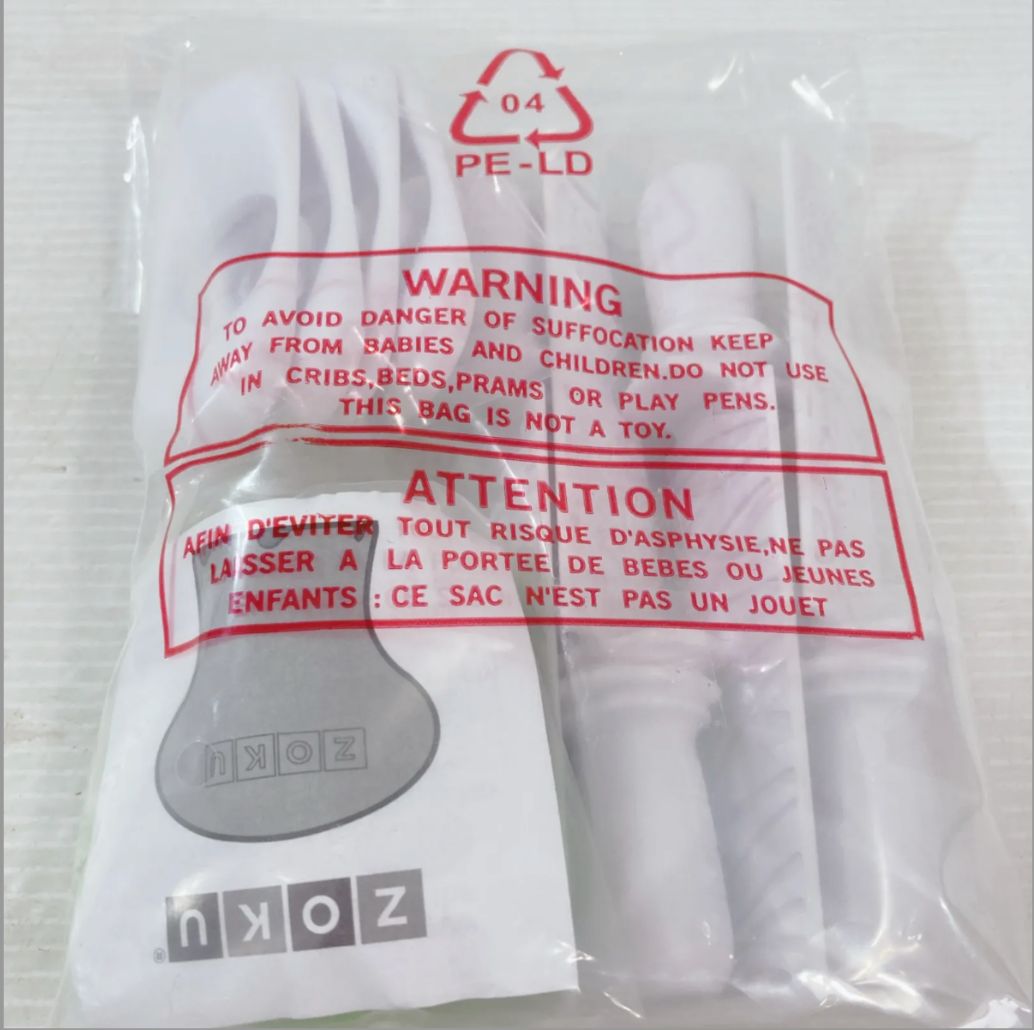 04
PE-LD
WARNING
TO AVOID DANGER OF SUFFOCATION KEEP
AWAY FROM BABIES AND CHILDREN.DO NOT USE
IN CRIBS,BEDS,PRAMS OR PLAY PENS.
THIS BAG IS NOT A TOY.
ATTENTION
AFIN D'EVITER TOUT RISQUE D'ASPHYSIE,NE PAS
LAISSER A LA PORTEE DE BEBES OU JEUNES
ENFANTS : CE SAC N'EST PAS UN JOUET
ZOKU
ZOKU®